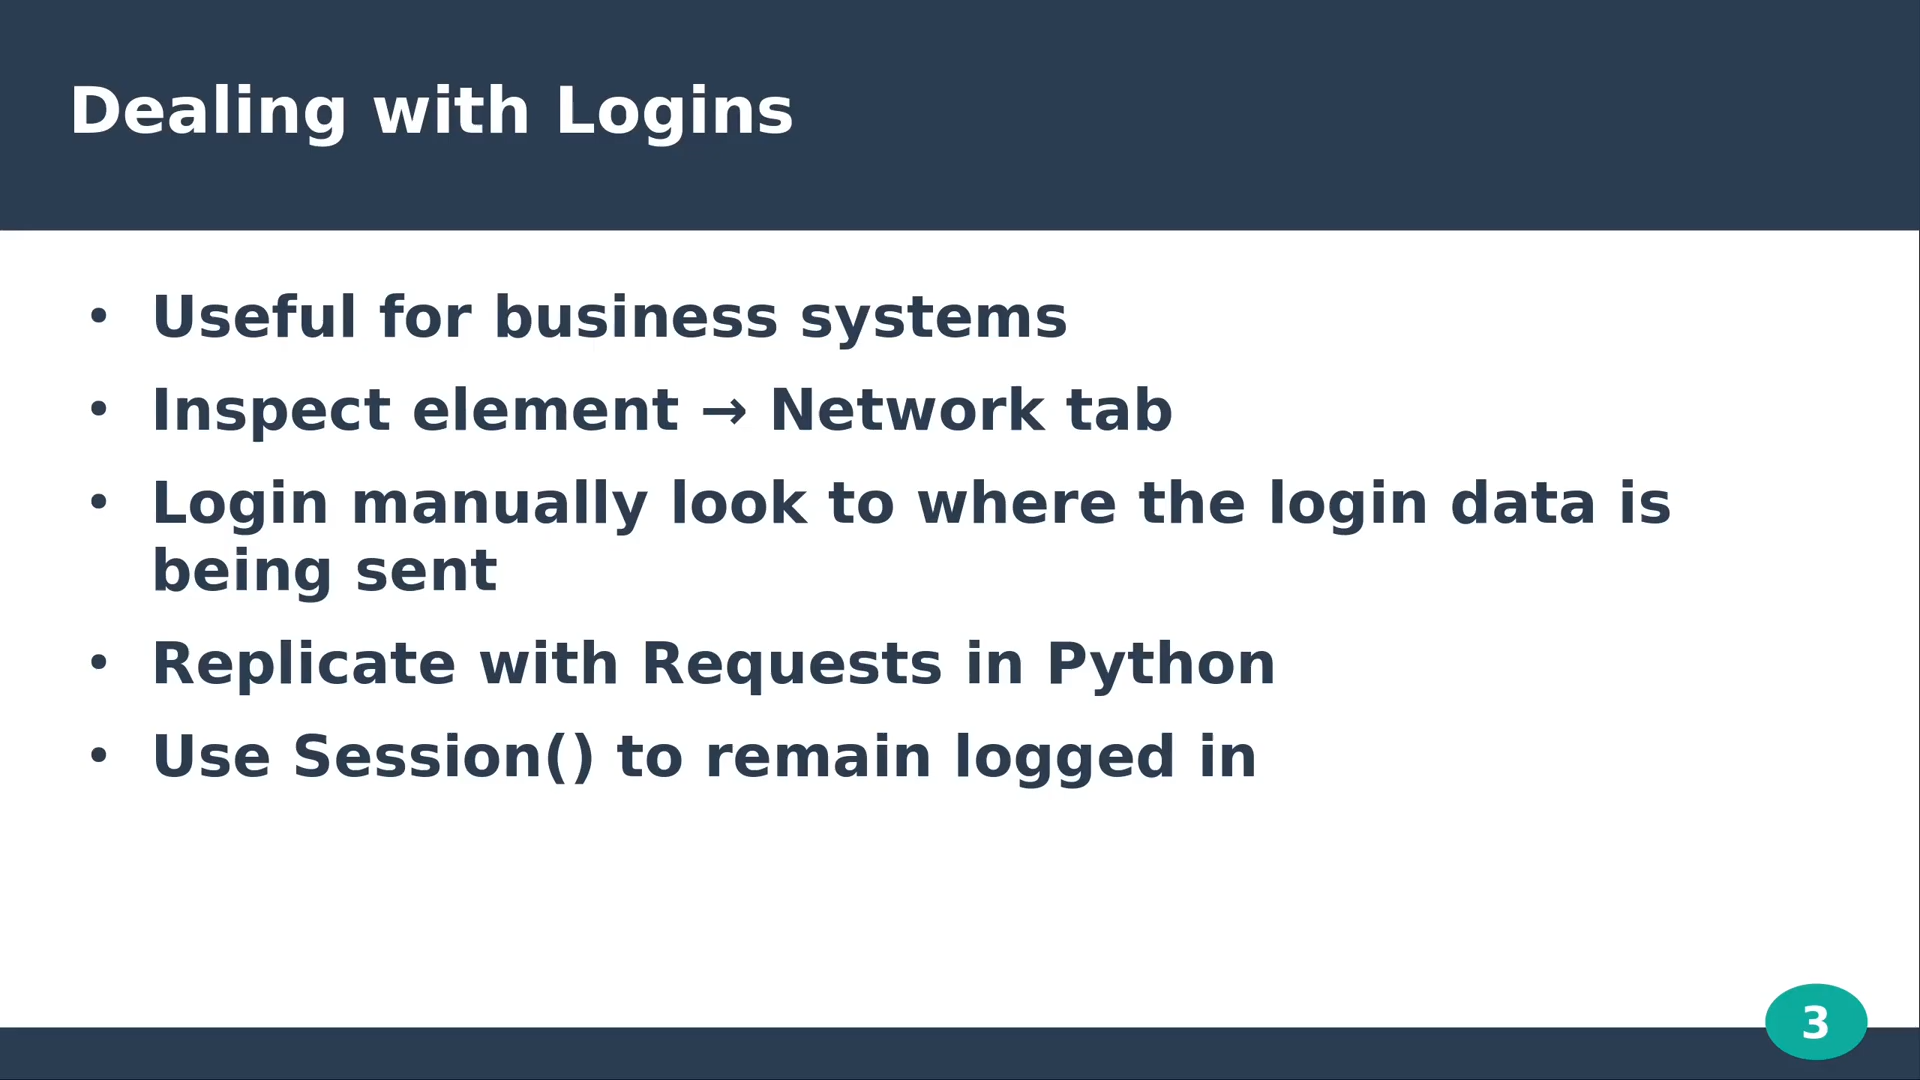 Dealing with Logins
• Useful for business systems
• Inspect element → Network tab
• Login manually look to where the login data is
being sent
• Replicate with Requests in Python
• Use Session() to remain logged in
3